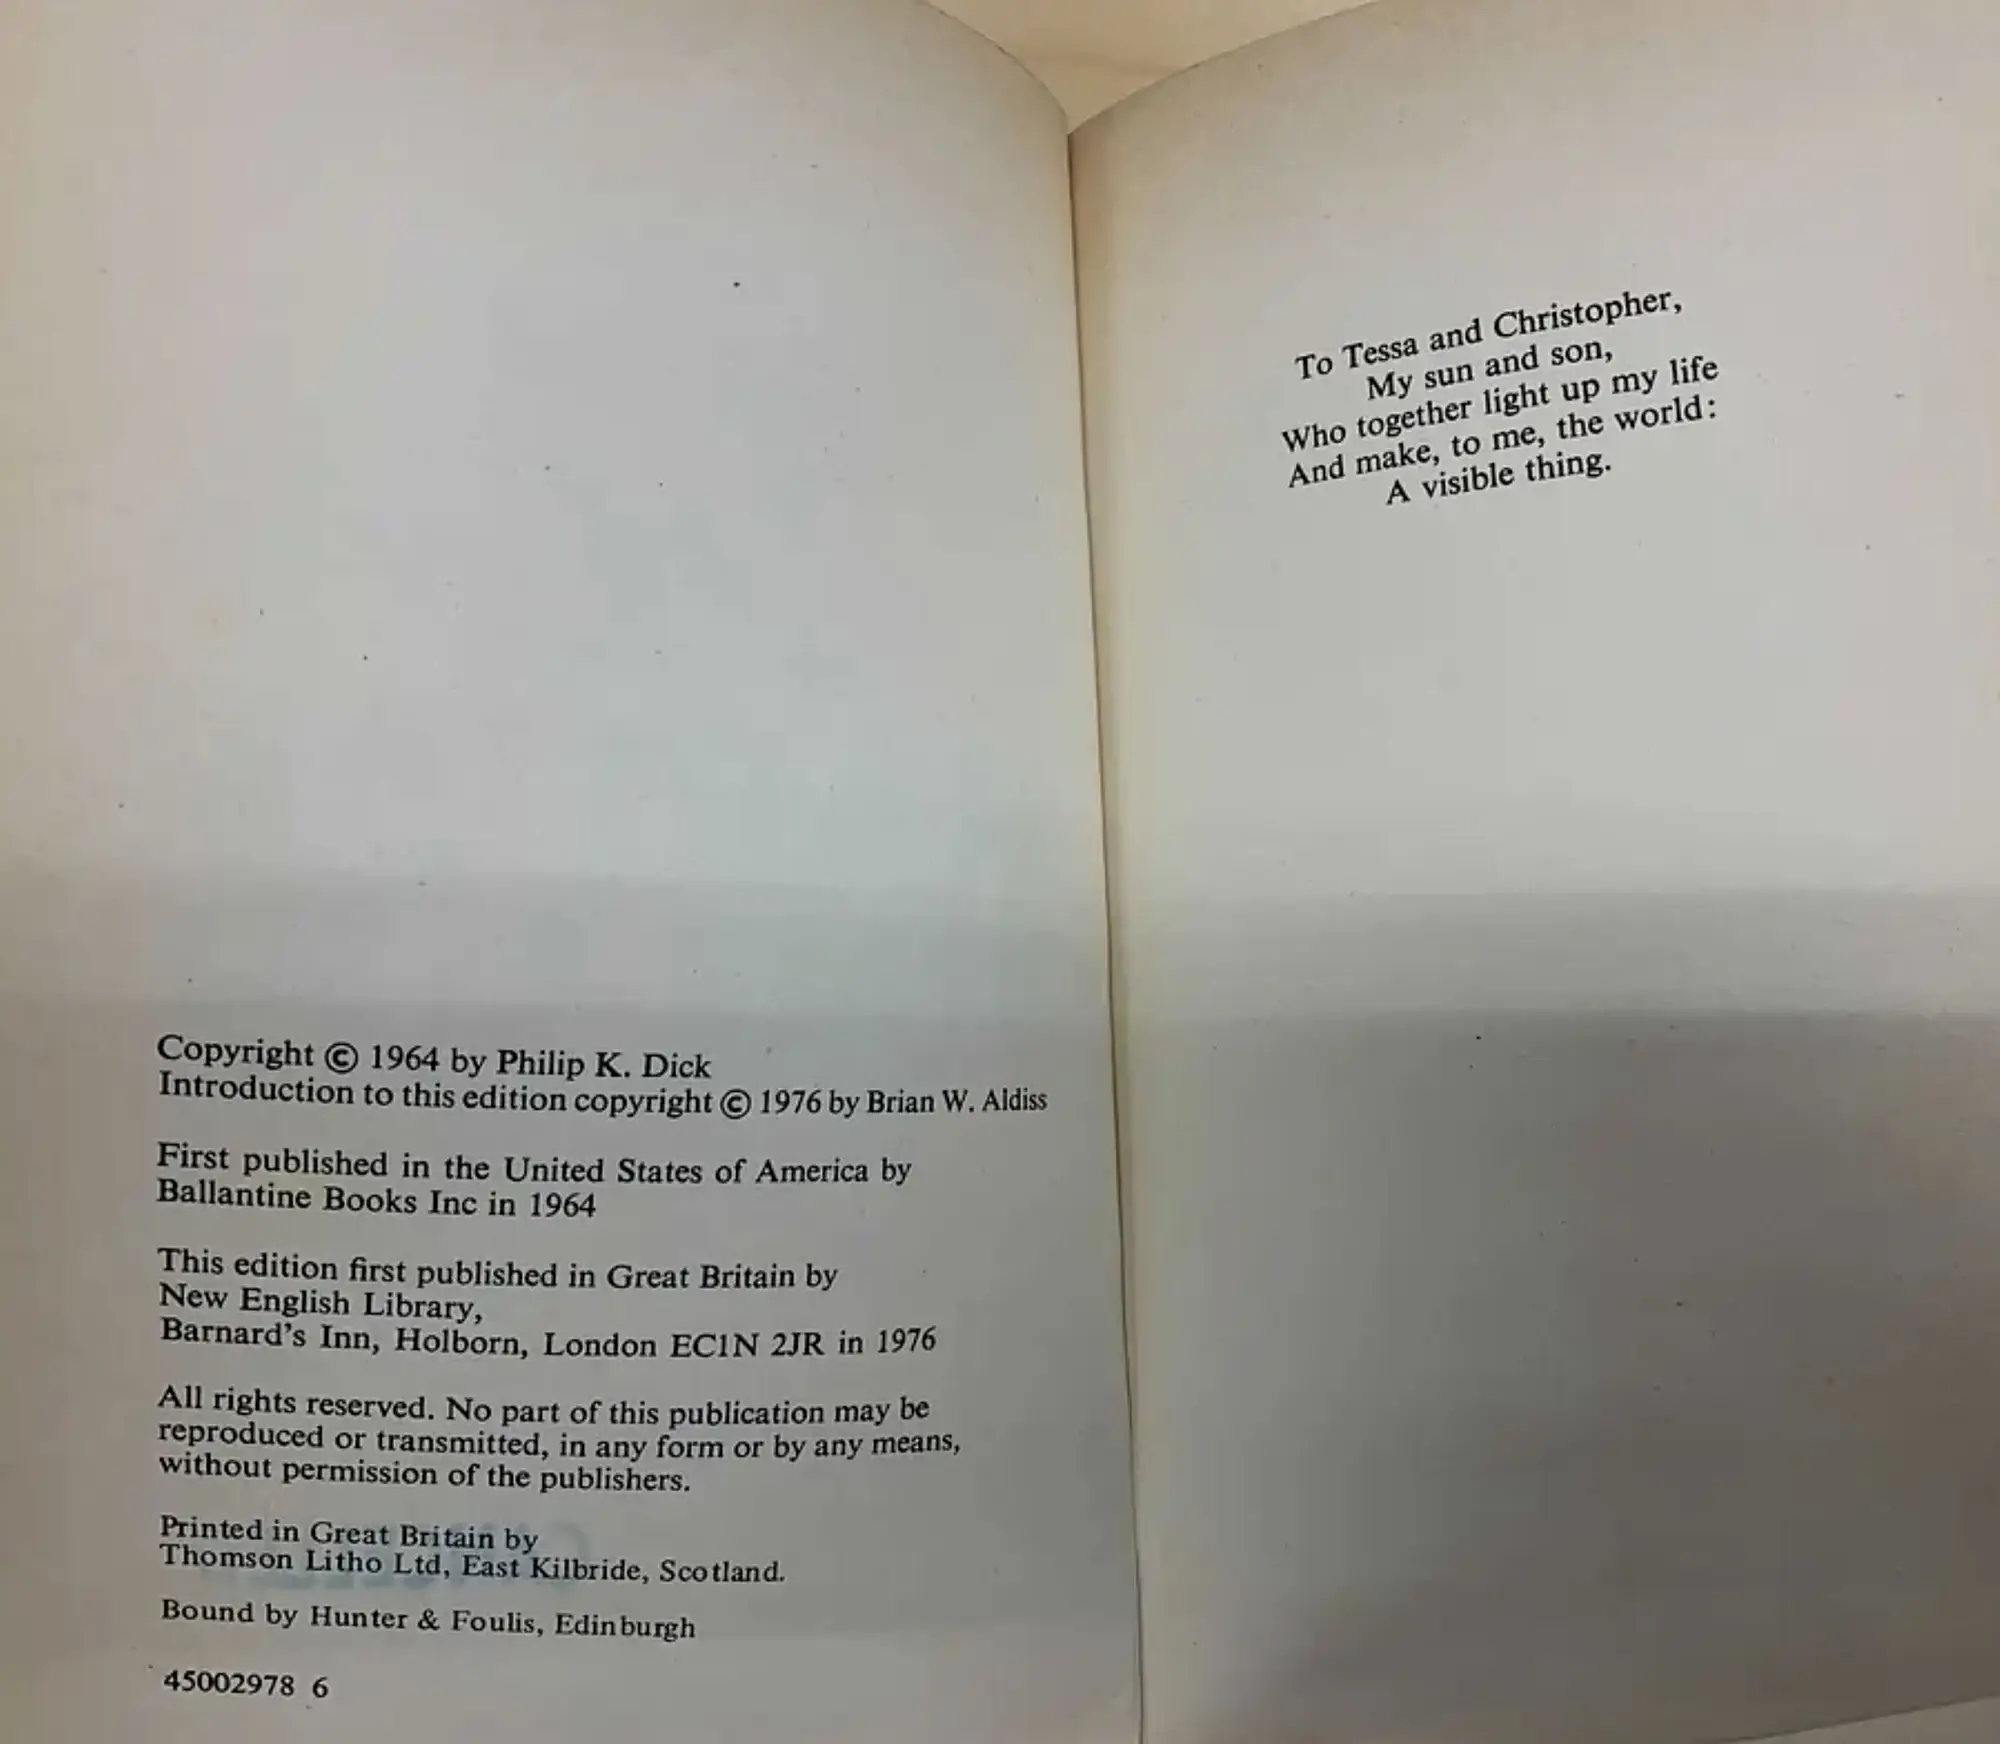 Copyright © 1964 by Philip K. Dick
Introduction to this edition copyright © 1976 by Brian W. Aldiss
First published in the United States of America by
Ballantine Books Inc in 1964
This edition first published in Great Britain by
New English Library,
Barnard's Inn, Holborn, London EC1N 2JR in 1976
All rights reserved. No part of this publication may be
reproduced or transmitted, in any form or by any means,
without permission of the publishers.
Printed in Great Britain by
Thomson Litho Ltd, East Kilbride, Scotland.
Bound by Hunter & Foulis, Edinburgh
45002978 6
To Tessa and Christopher,
My sun and son,
Who together light up my life
And make, to me, the world:
A visible thing.